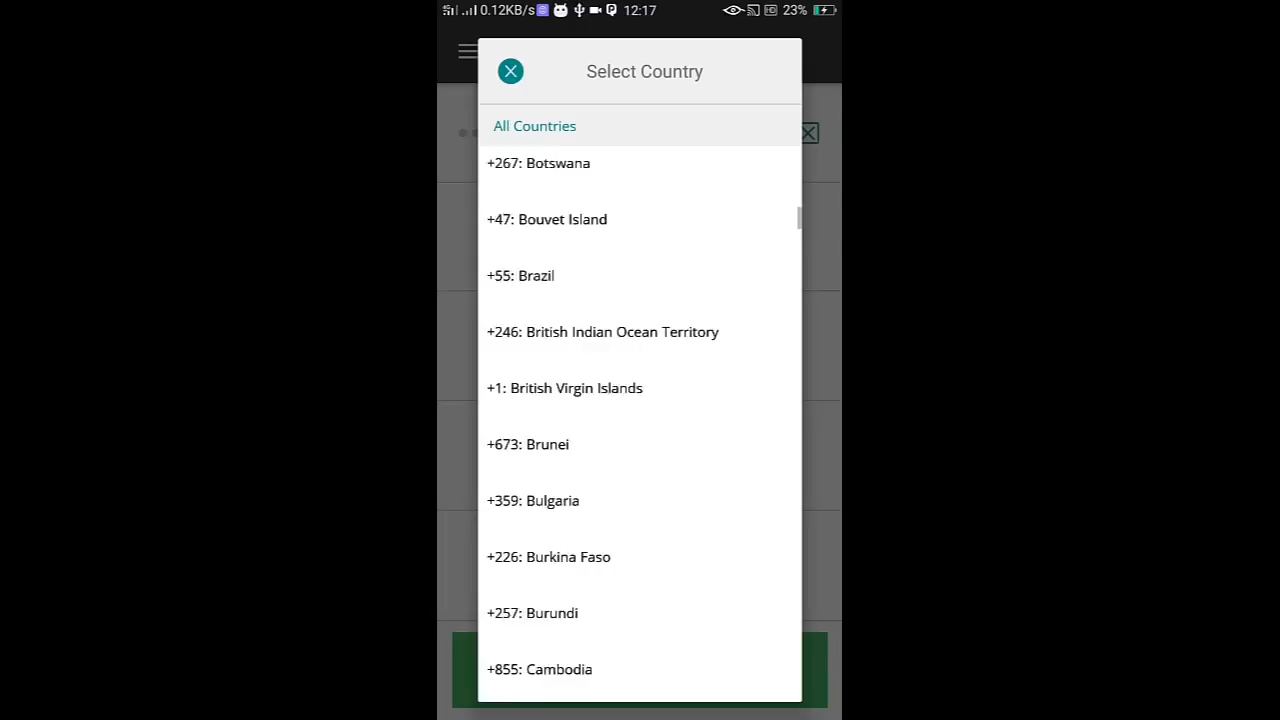 0.12KB/s 12:17 HD 23%
Select Country
All Countries
+267: Botswana
+47: Bouvet Island
+55: Brazil
+246: British Indian Ocean Territory
+1: British Virgin Islands
+673: Brunei
+359: Bulgaria
+226: Burkina Faso
+257: Burundi
+855: Cambodia